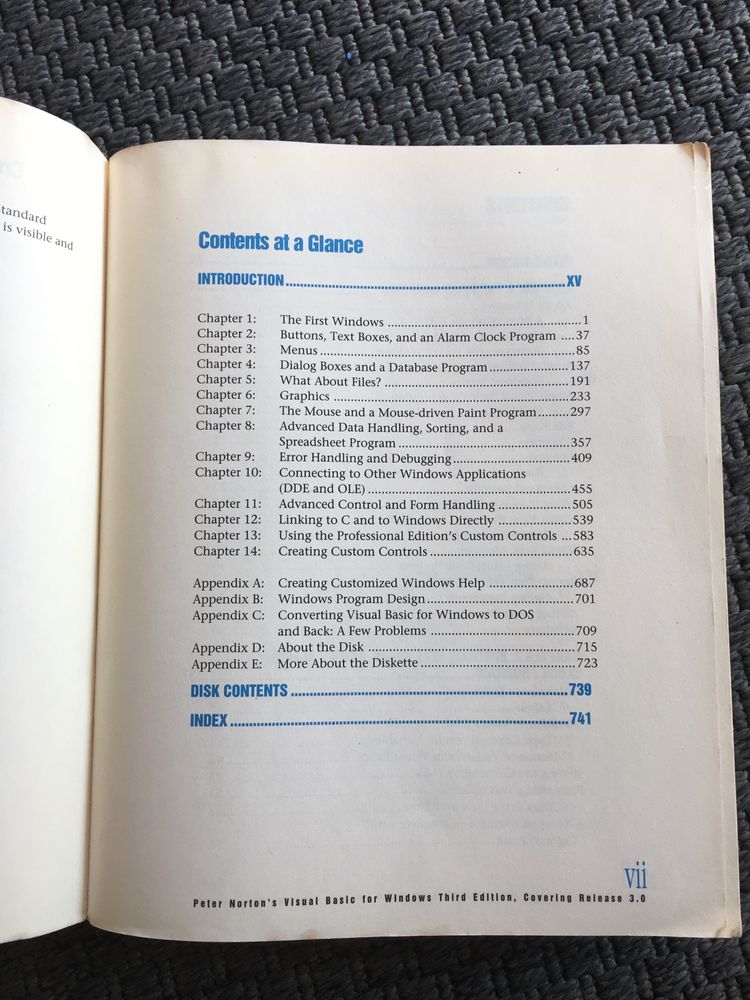 tandard
is visible and
Contents at a Glance
INTRODUCTION ........ XV
Chapter 1: The First Windows ........ 1
Chapter 2: Buttons, Text Boxes, and an Alarm Clock Program .... 37
Chapter 3: Menus ........ 85
Chapter 4: Dialog Boxes and a Database Program ........ 137
Chapter 5: What About Files? ........ 191
Chapter 6: Graphics ........ 233
Chapter 7: The Mouse and a Mouse-driven Paint Program ........ 297
Chapter 8: Advanced Data Handling, Sorting, and a
Spreadsheet Program ........ 357
Chapter 9: Error Handling and Debugging ........ 409
Chapter 10: Connecting to Other Windows Applications
(DDE and OLE) ........ 455
Chapter 11: Advanced Control and Form Handling ........ 505
Chapter 12: Linking to C and to Windows Directly ........ 539
Chapter 13: Using the Professional Edition's Custom Controls ... 583
Chapter 14: Creating Custom Controls ........ 635
Appendix A: Creating Customized Windows Help ........ 687
Appendix B: Windows Program Design ........ 701
Appendix C: Converting Visual Basic for Windows to DOS
and Back: A Few Problems ........ 709
Appendix D: About the Disk ........ 715
Appendix E: More About the Diskette ........ 723
DISK CONTENTS ........ 739
INDEX ........ 741
vii
Peter Norton's Visual Basic for Windows Third Edition, Covering Release 3.0